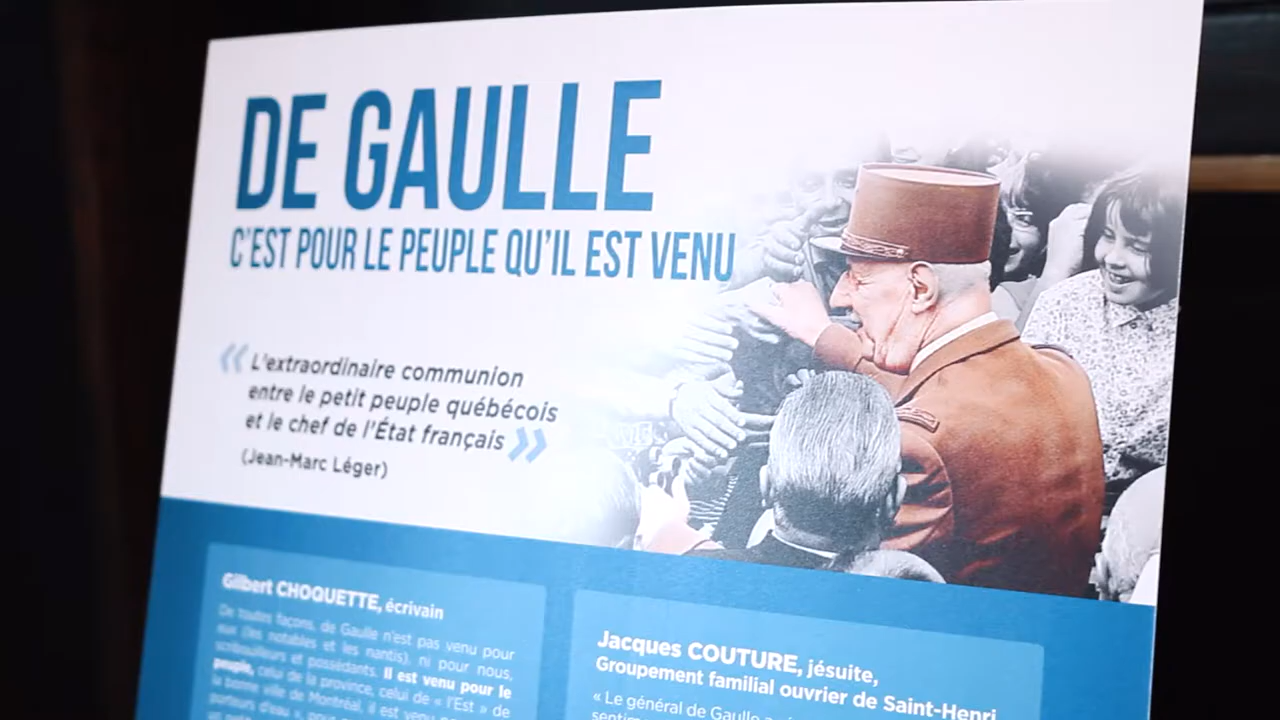 DE GAULLE
C'EST POUR LE PEUPLE QU'IL EST VENU
« L'extraordinaire communion
entre le petit peuple québécois
et le chef de l'État français »
(Jean-Marc Léger)
Gilbert CHOQUETTE, écrivain
De toutes façons, de Gaulle n'est pas venu pour
eux (les notables et les nantis), ni pour nous,
scribouilleurs et possédants. Il est venu pour le
peuple, celui de la province, celui de « l'Est » de
la bonne ville de Montréal, il est venu
porteurs d'eau
Jacques COUTURE, jésuite,
Groupement familial ouvrier de Saint-Henri
« Le général de Gaulle